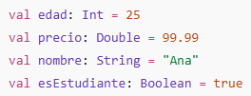 val edad: Int = 25
val precio: Double = 99.99
val nombre: String = "Ana"
val esEstudiante: Boolean = true